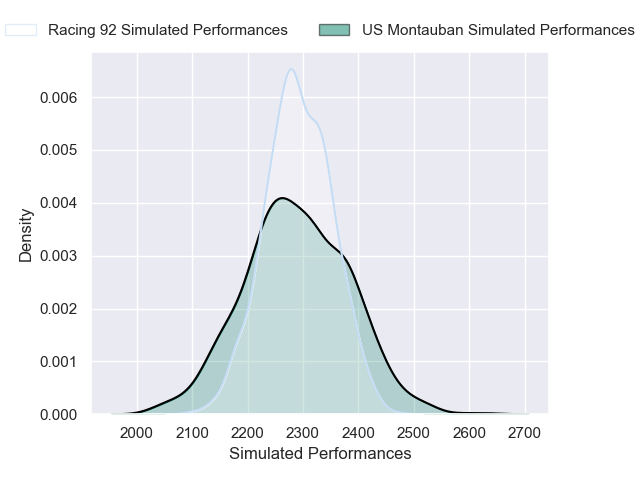 Racing 92 Simulated Performances
US Montauban Simulated Performances
0.006
0.005
0.004
0.003
0.002
0.001
0.000
Density
2000 2100 2200 2300 2400 2500 2600 2700
Simulated Performances